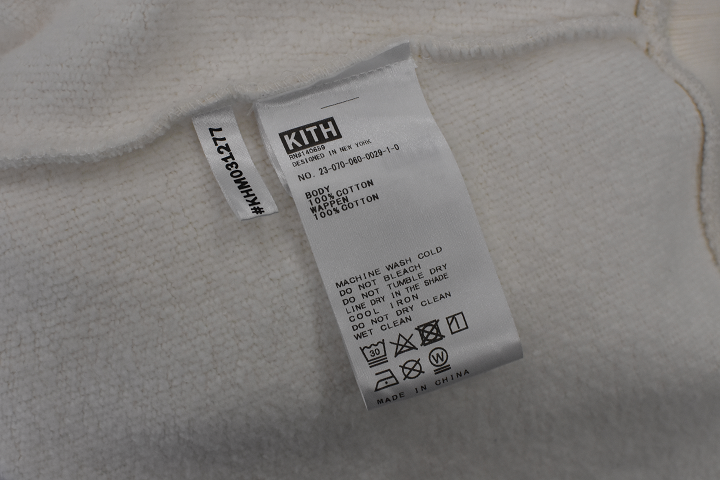 #KHM031277
KITH
RN#140659
DESIGNED IN NEW YORK
NO. 23-070-060-0029-1-0
BODY
100%COTTON
WAPPEN
100%COTTON
MACHINE WASH COLD
DO NOT BLEACH
DO NOT TUMBLE DRY
LINE DRY IN THE SHADE
COOL IRON
DO NOT DRY CLEAN
WET CLEAN
30
W
MADE IN CHINA